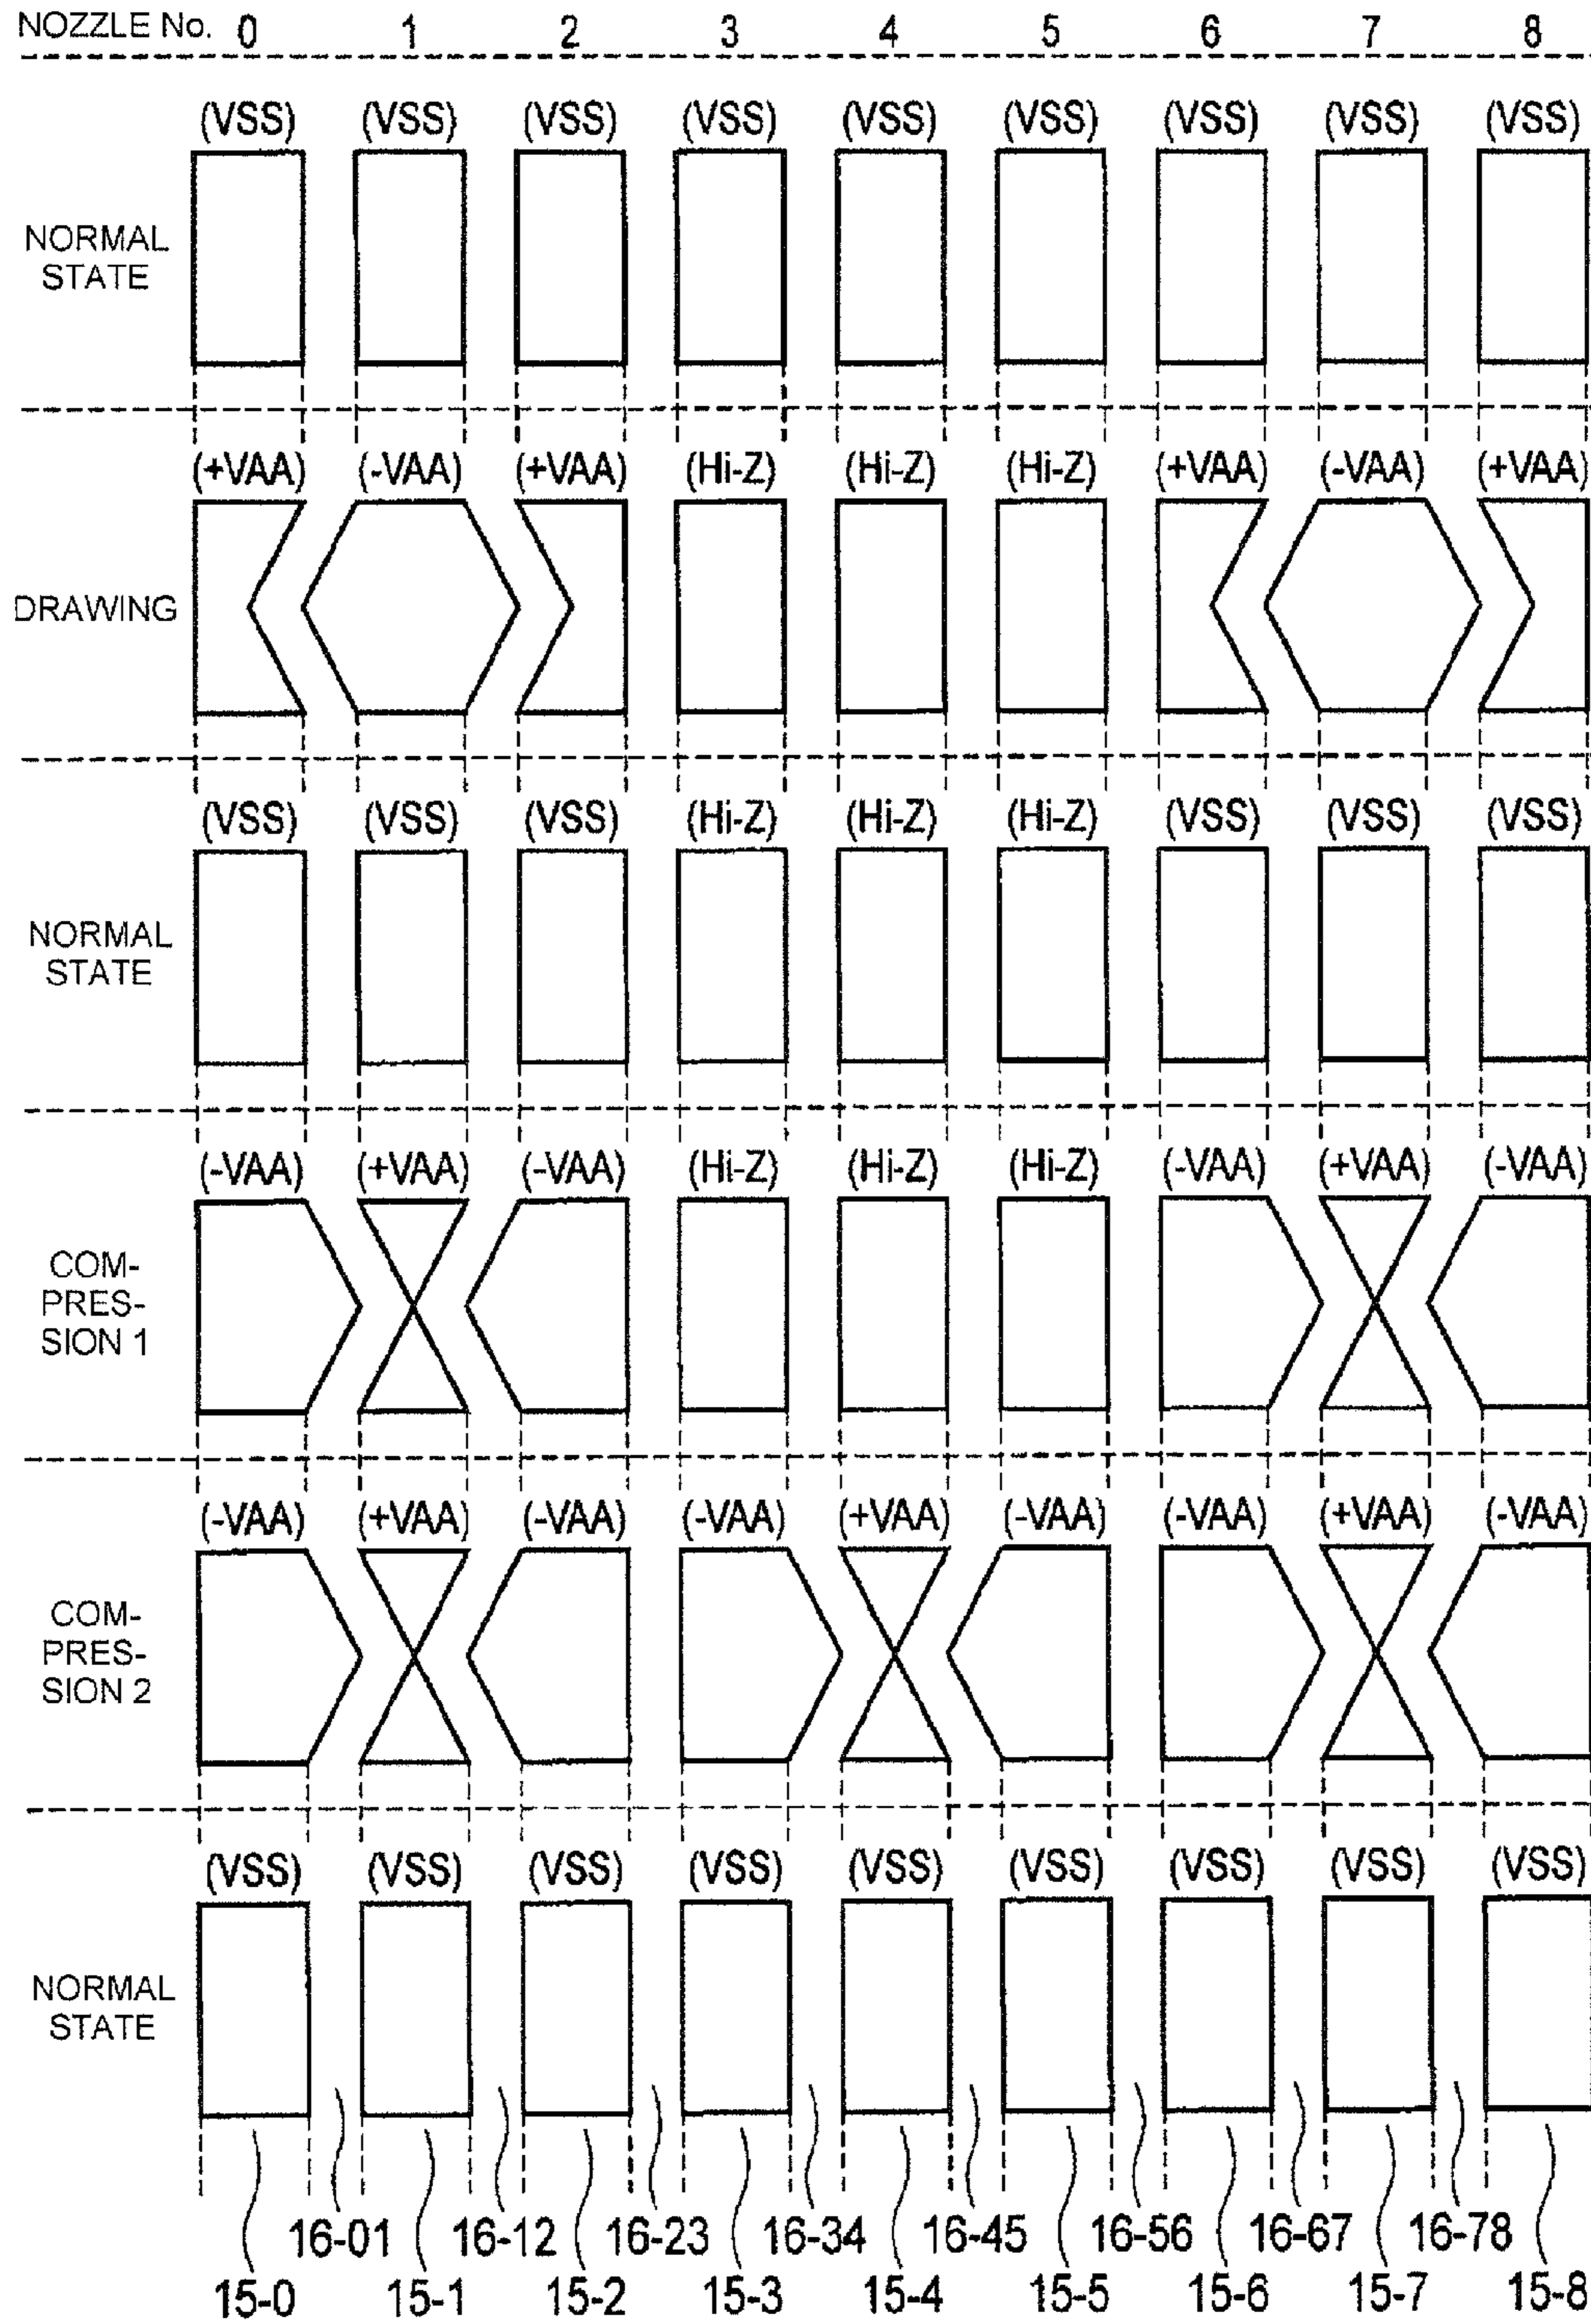 NOZZLE No. 0 1 2 3 4 5 6 7 8
(VSS) (VSS) (VSS) (VSS) (VSS) (VSS) (VSS) (VSS) (VSS)
NORMAL
STATE
(+VAA) (-VAA) (+VAA) (Hi-Z) (Hi-Z) (Hi-Z) (+VAA) (-VAA) (+VAA)
DRAWING
(VSS) (VSS) (VSS) (Hi-Z) (Hi-Z) (Hi-Z) (VSS) (VSS) (VSS)
NORMAL
STATE
(-VAA) (+VAA) (-VAA) (Hi-Z) (Hi-Z) (Hi-Z) (-VAA) (+VAA) (-VAA)
COM-
PRES-
SION 1
(-VAA) (+VAA) (-VAA) (-VAA) (+VAA) (-VAA) (-VAA) (+VAA) (-VAA)
COM-
PRES-
SION 2
(VSS) (VSS) (VSS) (VSS) (VSS) (VSS) (VSS) (VSS) (VSS)
NORMAL
STATE
16-01 16-12 16-23 16-34 16-45 16-56 16-67 16-78
15-0 15-1 15-2 15-3 15-4 15-5 15-6 15-7 15-8